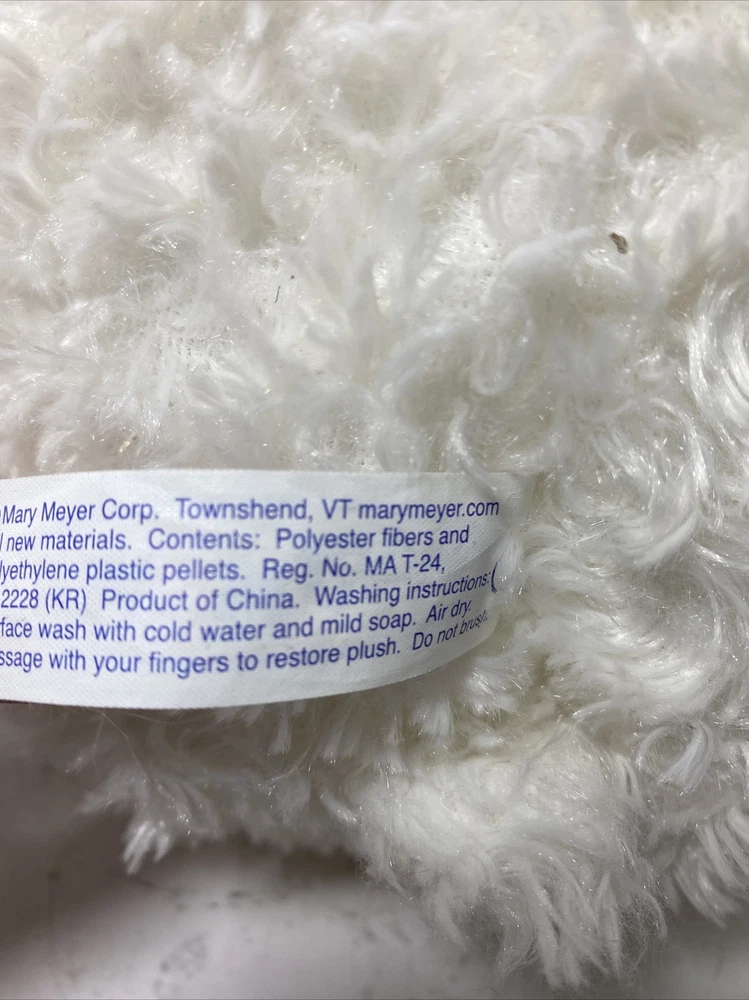 Mary Meyer Corp. Townshend, VT marymeyer.com
new materials. Contents: Polyester fibers and
lyethylene plastic pellets. Reg. No. MA T-24,
2228 (KR) Product of China. Washing instructions:
face wash with cold water and mild soap. Air dry.
ssage with your fingers to restore plush. Do not brush.